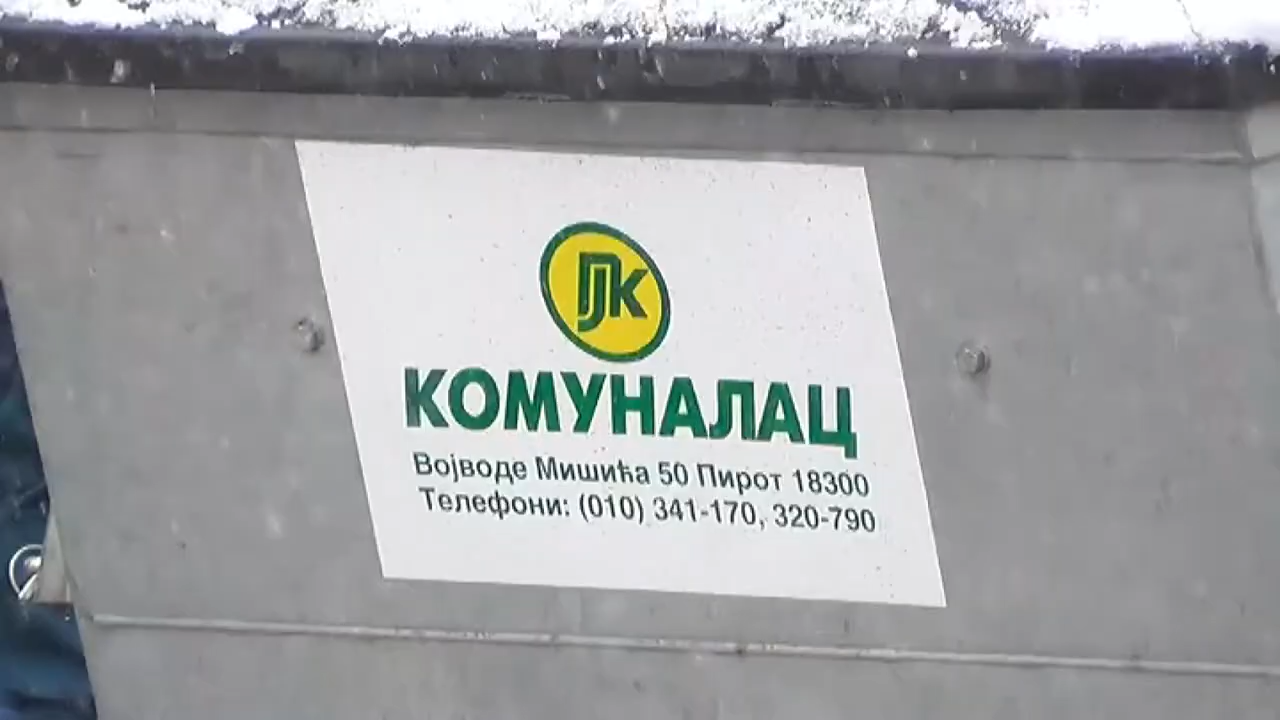 ЈК
КОМУНАЛАЦ
Војводе Мишића 50 Пирот 18300
Телефони: (010) 341-170, 320-790